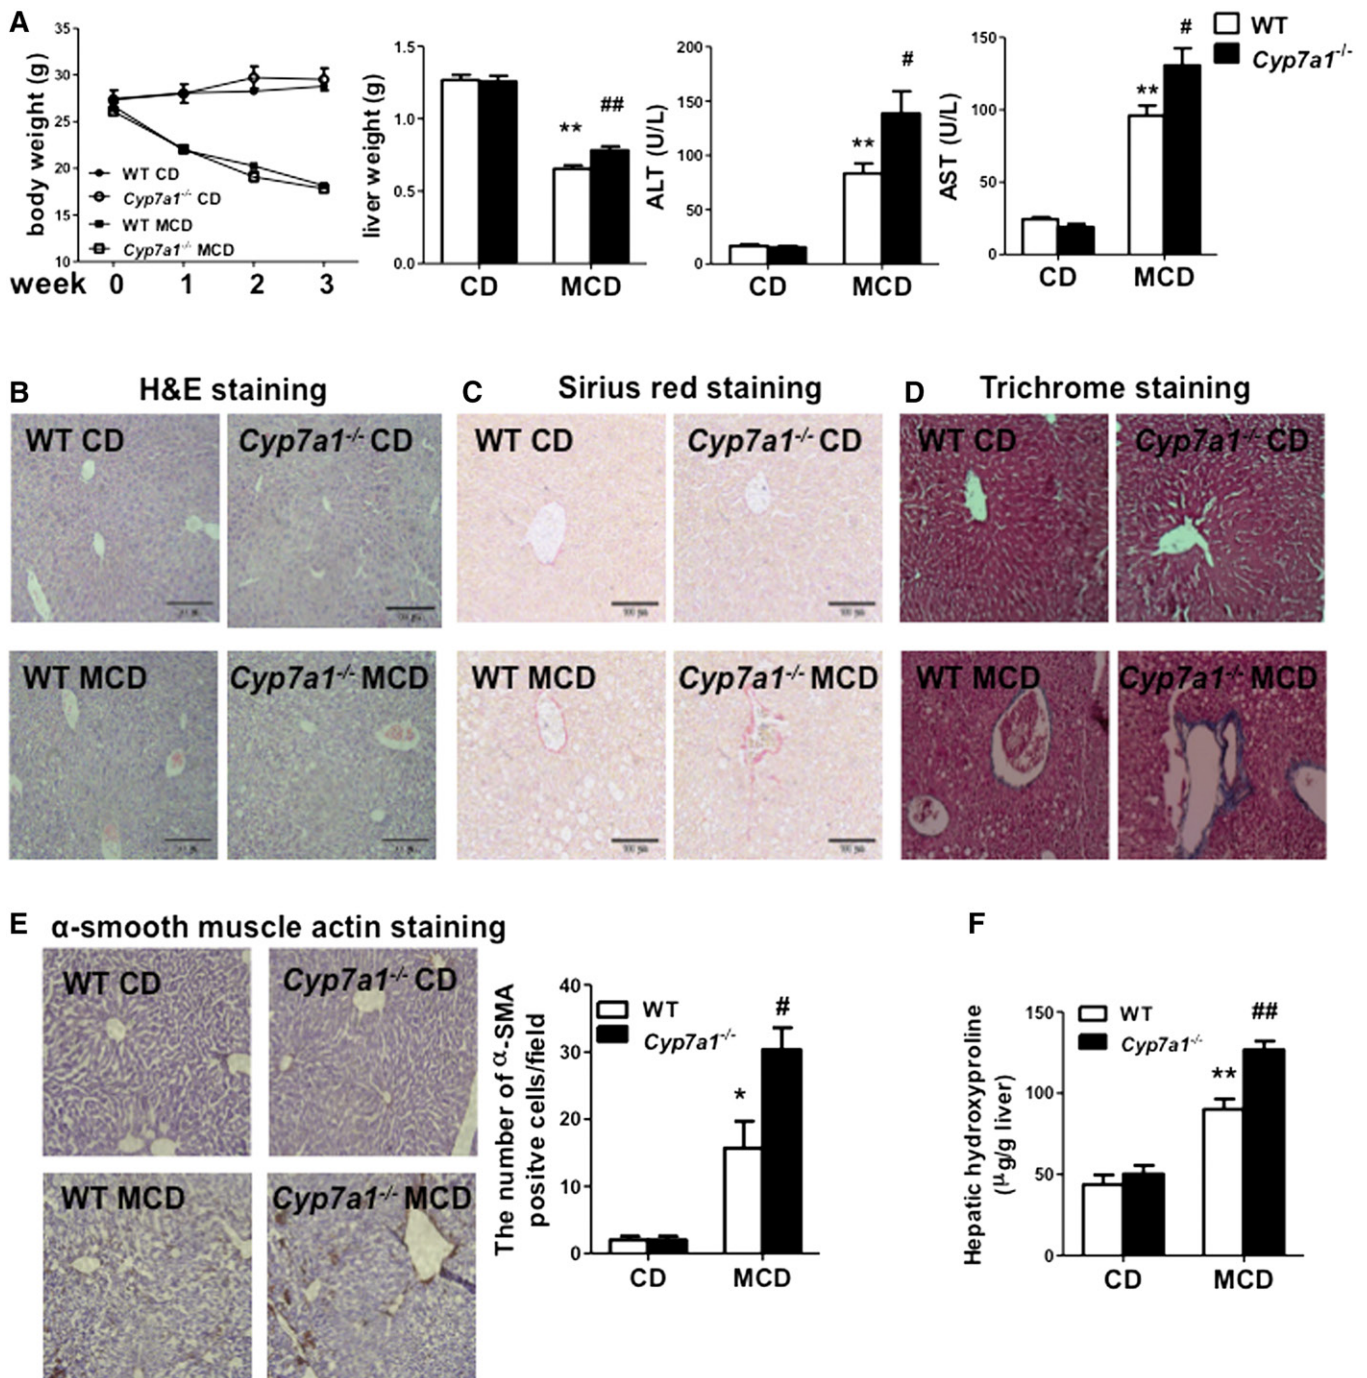 A
body weight (g)
35
30
25
20
15
10
WT CD
Cyp7a1-/- CD
WT MCD
Cyp7a1-/- MCD
week 0 1 2 3
liver weight (g)
1.5
1.0
0.5
0.0
**
##
CD MCD
ALT (U/L)
200
150
100
50
0
**
#
CD MCD
AST (U/L)
150
100
50
0
**
#
CD MCD
WT
Cyp7a1-/-
B H&E staining
WT CD
Cyp7a1-/- CD
WT MCD
Cyp7a1-/- MCD
C Sirius red staining
WT CD
Cyp7a1-/- CD
WT MCD
Cyp7a1-/- MCD
D Trichrome staining
WT CD
Cyp7a1-/- CD
WT MCD
Cyp7a1-/- MCD
E α-smooth muscle actin staining
WT CD
Cyp7a1-/- CD
WT MCD
Cyp7a1-/- MCD
The number of α-SMA
positve cells/field
40
30
20
10
0
WT
Cyp7a1-/-
*
#
CD MCD
F
Hepatic hydroxyproline
(μg/g liver)
150
100
50
0
WT
Cyp7a1-/-
**
##
CD MCD